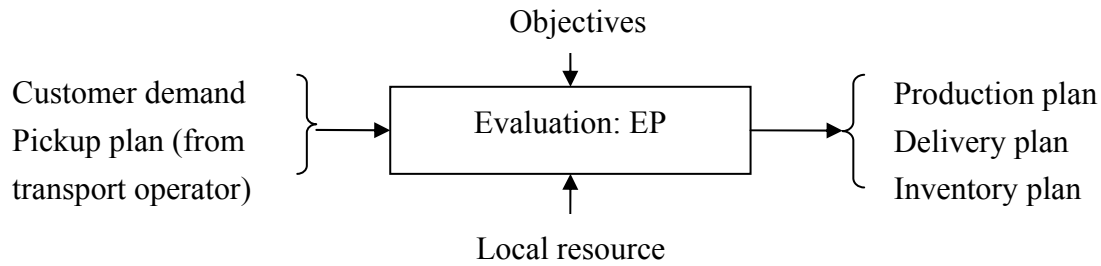 Objectives
Customer demand
Pickup plan (from
transport operator)
Evaluation: EP
Production plan
Delivery plan
Inventory plan
Local resource